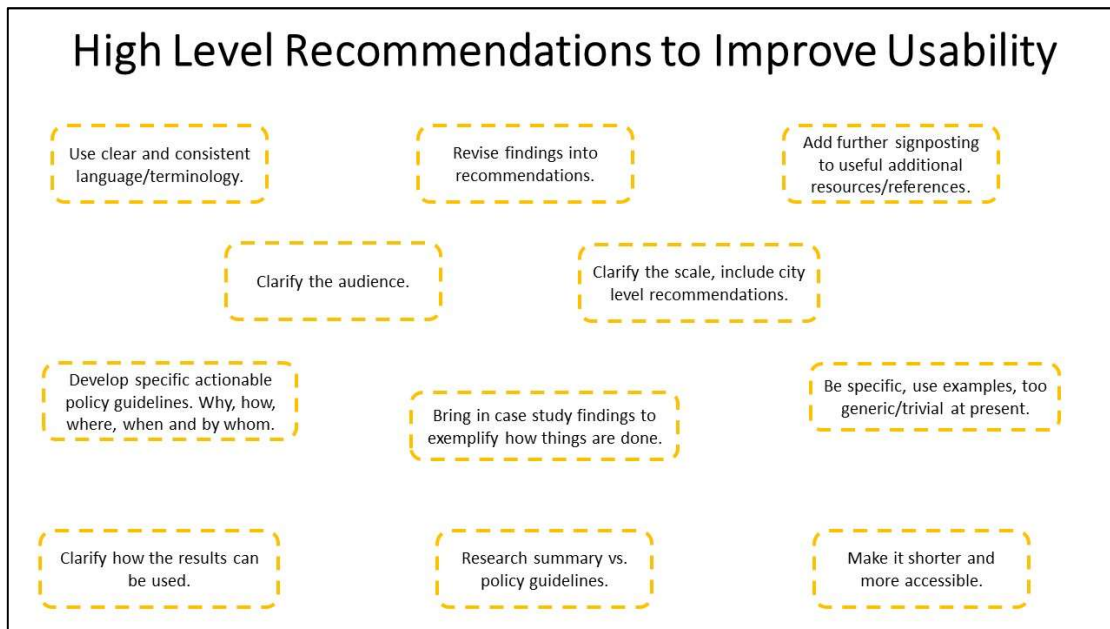 High Level Recommendations to Improve Usability
Use clear and consistent
language/terminology.
Revise findings into
recommendations.
Add further signposting
to useful additional
resources/references.
Clarify the audience.
Clarify the scale, include city
level recommendations.
Develop specific actionable
policy guidelines. Why, how,
where, when and by whom.
Bring in case study findings to
exemplify how things are done.
Be specific, use examples, too
generic/trivial at present.
Clarify how the results can
be used.
Research summary vs.
policy guidelines.
Make it shorter and
more accessible.